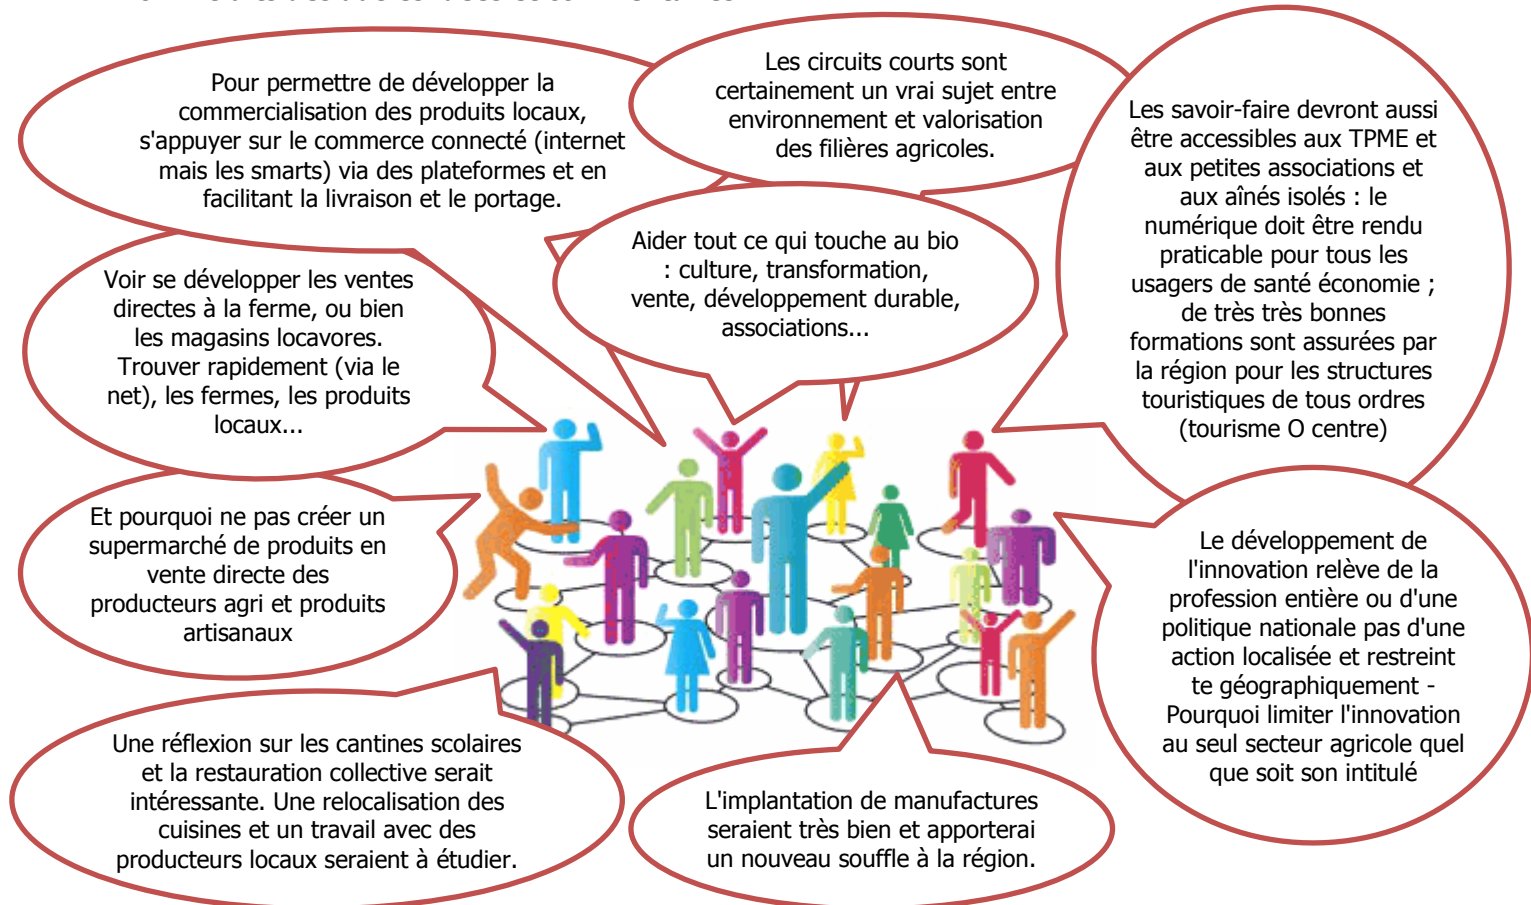 Pour permettre de développer la
commercialisation des produits locaux,
s'appuyer sur le commerce connecté (internet
mais les smarts) via des plateformes et en
facilitant la livraison et le portage.
Les circuits courts sont
certainement un vrai sujet entre
environnement et valorisation
des filières agricoles.
Les savoir-faire devront aussi
être accessibles aux TPME et
aux petites associations et
aux aînés isolés : le
numérique doit être rendu
praticable pour tous les
usagers de santé économie ;
de très très bonnes
formations sont assurées par
la région pour les structures
touristiques de tous ordres
(tourisme O centre)
Aider tout ce qui touche au bio
: culture, transformation,
vente, développement durable,
associations...
Voir se développer les ventes
directes à la ferme, ou bien
les magasins locavores.
Trouver rapidement (via le
net), les fermes, les produits
locaux...
Et pourquoi ne pas créer un
supermarché de produits en
vente directe des
producteurs agri et produits
artisanaux
Le développement de
l'innovation relève de la
profession entière ou d'une
politique nationale pas d'une
action localisée et restreint
te géographiquement -
Pourquoi limiter l'innovation
au seul secteur agricole quel
que soit son intitulé
Une réflexion sur les cantines scolaires
et la restauration collective serait
intéressante. Une relocalisation des
cuisines et un travail avec des
producteurs locaux seraient à étudier.
L'implantation de manufactures
seraient très bien et apporterai
un nouveau souffle à la région.